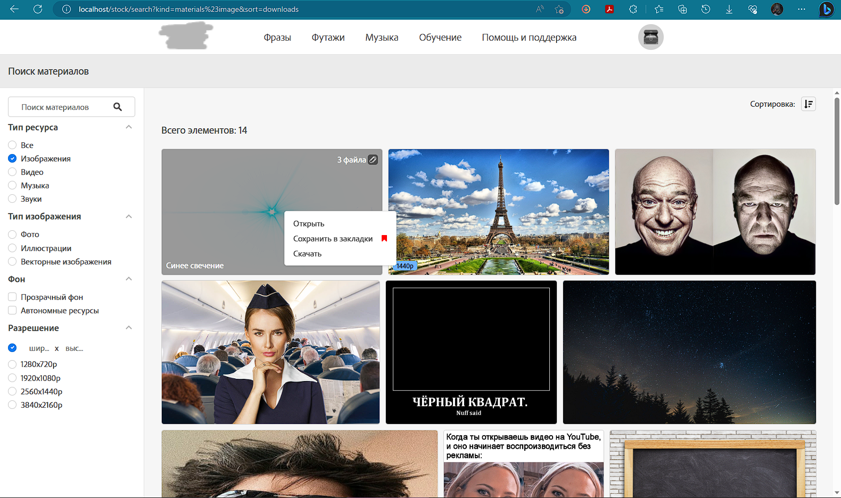 localhost/stock/search?kind=materials%23image&sort=downloads
Фразы Футажи Музыка Обучение Помощь и поддержка
Поиск материалов
Поиск материалов
Тип ресурса
Все
Изображения
Видео
Музыка
Звуки
Тип изображения
Фото
Иллюстрации
Векторные изображения
Фон
Прозрачный фон
Автономные ресурсы
Разрешение
шир... x выс...
1280x720p
1920x1080p
2560x1440p
3840x2160p
Сортировка:
Всего элементов: 14
3 файла
Синее свечение
Открыть
Сохранить в закладки
Скачать
1440p
ЧЁРНЫЙ КВАДРАТ.
Nuff said
Когда ты открываешь видео на YouTube,
и оно начинает воспроизводиться без
рекламы: